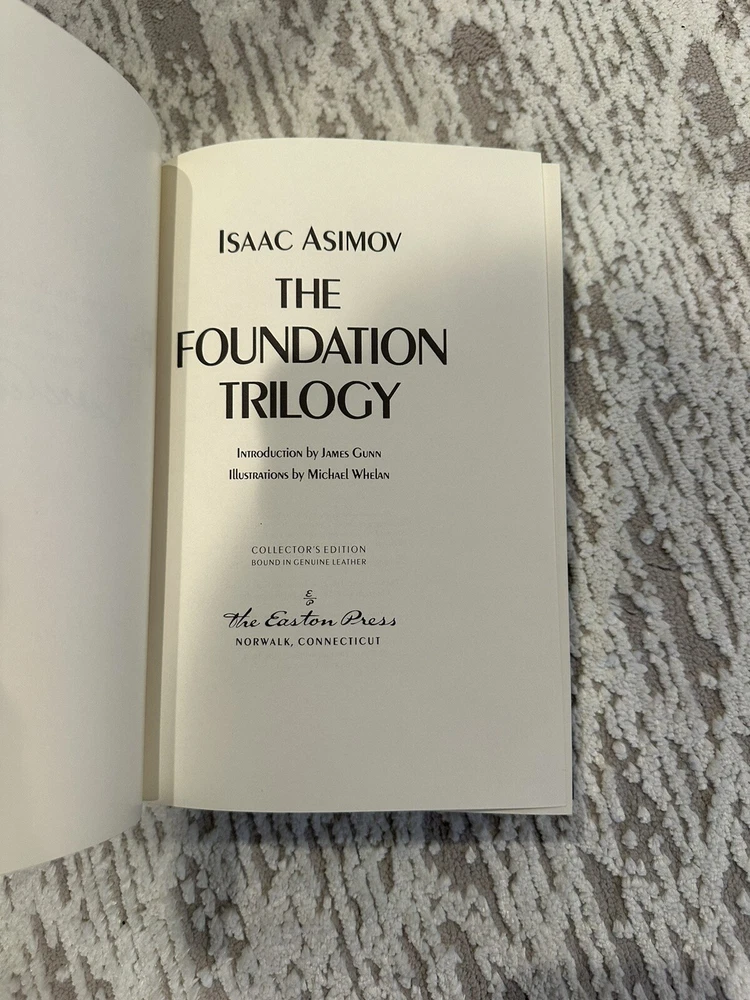 ISAAC ASIMOV
THE
FOUNDATION
TRILOGY
INTRODUCTION by JAMES GUNN
ILLUSTRATIONS by MICHAEL WHELAN
COLLECTOR'S EDITION
BOUND IN GENUINE LEATHER
E/P
The Easton Press
NORWALK, CONNECTICUT